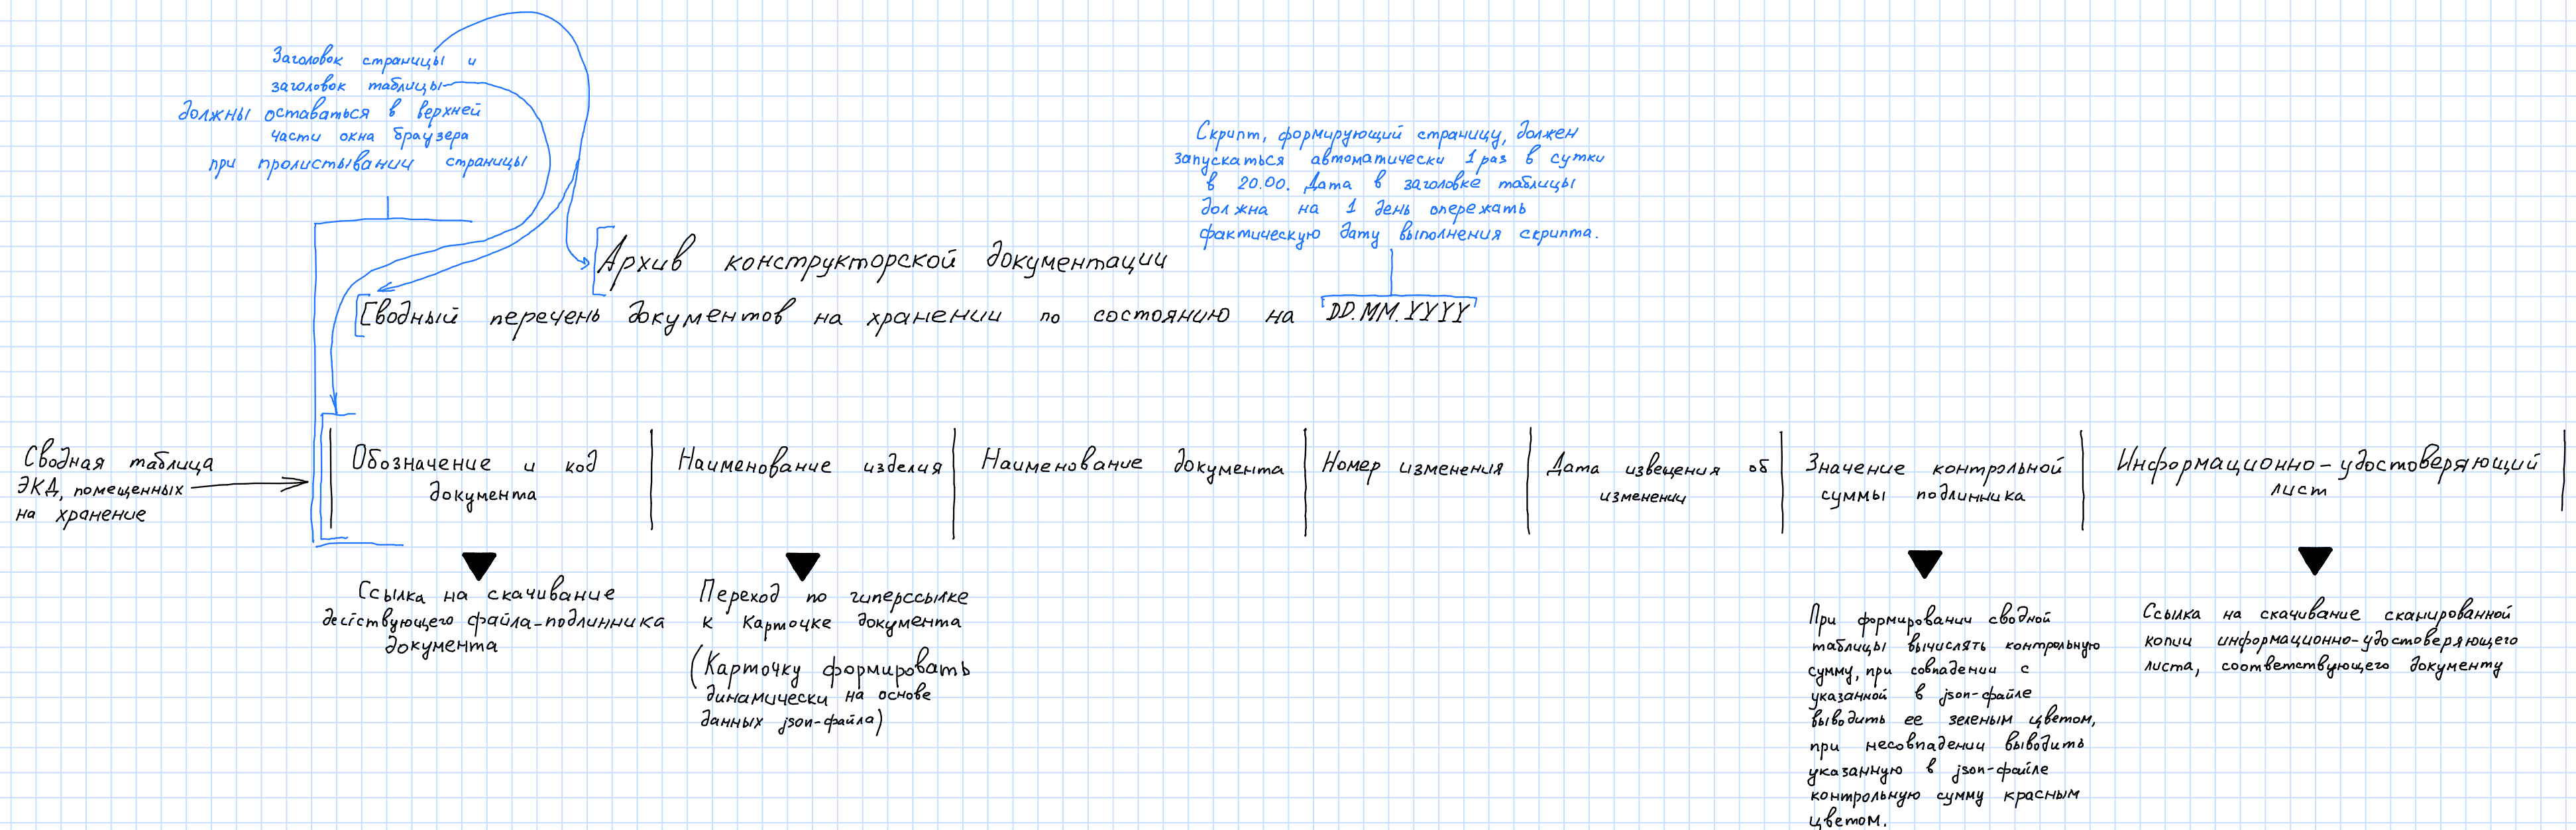 Заголовок страницы и
заголовок таблицы
должны оставаться в верхней
части окна браузера
при пролистывании страницы
Скрипт, формирующий страницу, должен
запускаться автоматически 1 раз в сутки
в 20.00. Дата в заголовке таблицы
должна на 1 день опережать
фактическую дату выполнения скрипта.
Архив конструкторской документации
Сводный перечень документов на хранении по состоянию на DD.MM.YYYY
Сводная таблица
ЭКД, помещенных
на хранение
Обозначение и код
документа
Наименование изделия
Наименование документа
Номер изменения
Дата извещения об
изменении
Значение контрольной
суммы подлинника
Информационно-удостоверяющий
лист
Ссылка на скачивание
действующего файла-подлинника
документа
Переход по гиперссылке
к Карточке документа
(Карточку формировать
динамически на основе
данных json-файла)
При формировании сводной
таблицы вычислять контрольную
сумму, при совпадении с
указанной в json-файле
выводить ее зеленым цветом,
при несовпадении выводить
указанную в json-файле
контрольную сумму красным
цветом.
Ссылка на скачивание сканированной
копии информационно-удостоверяющего
листа, соответствующего документу